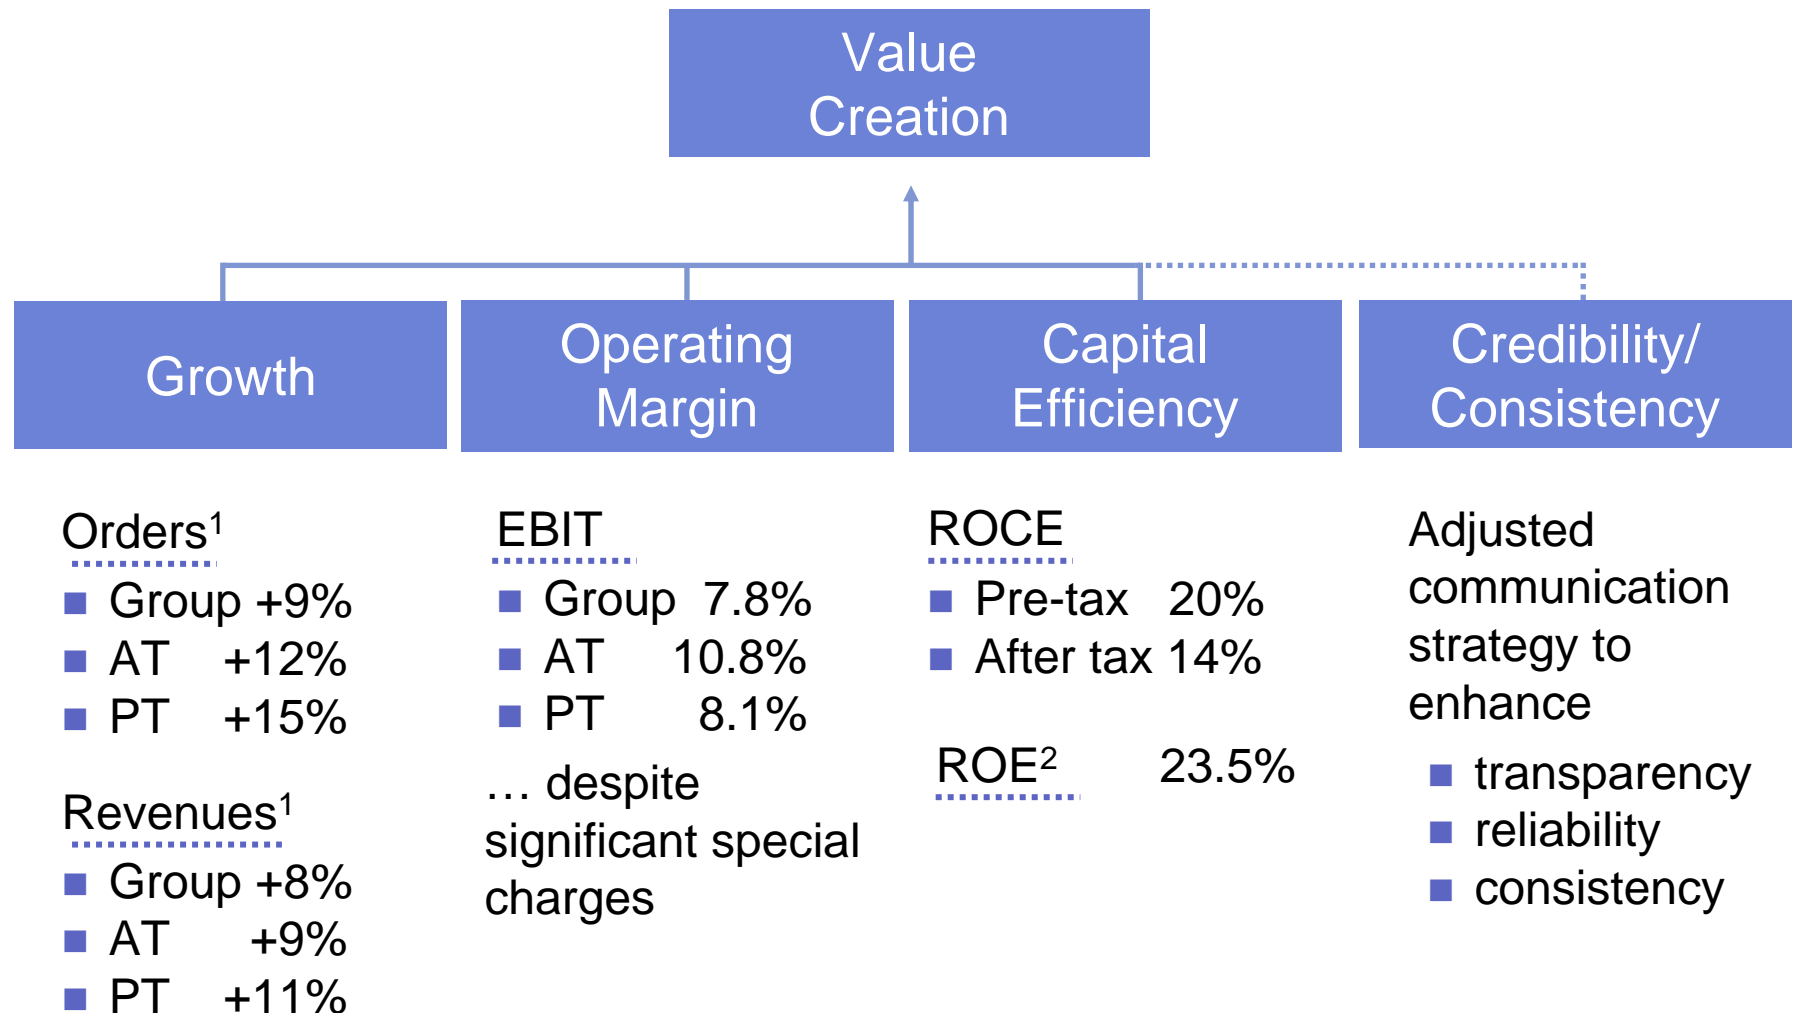 Value
Creation
Growth
Operating
Margin
Capital
Efficiency
Credibility/
Consistency
Orders¹
Group +9%
AT +12%
PT +15%
Revenues¹
Group +8%
AT +9%
PT +11%
EBIT
Group 7.8%
AT 10.8%
PT 8.1%
… despite
significant special
charges
ROCE
Pre-tax 20%
After tax 14%
ROE² 23.5%
Adjusted
communication
strategy to
enhance
transparency
reliability
consistency